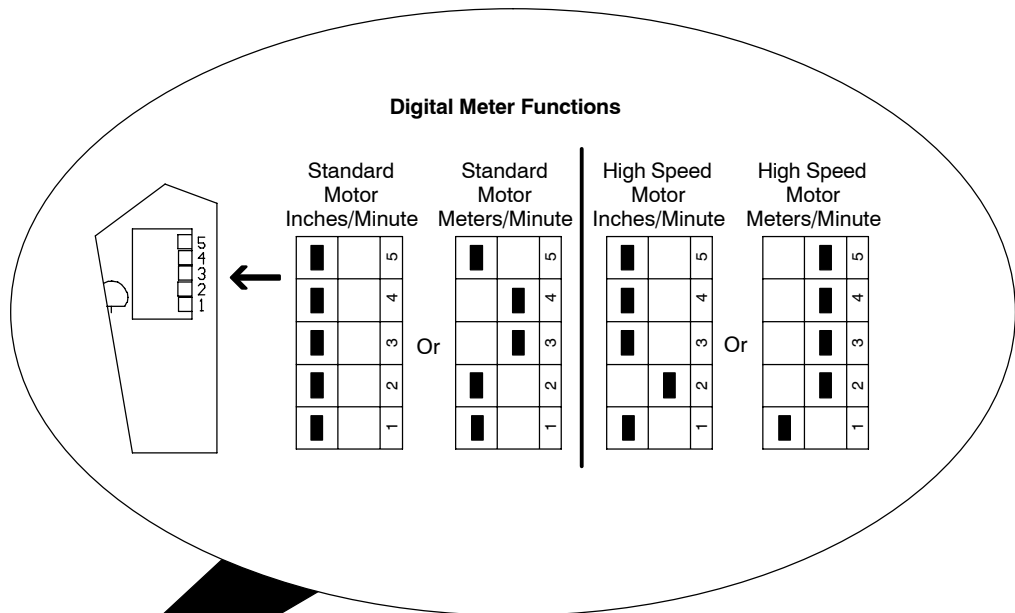 Digital Meter Functions
Standard
Motor
Inches/Minute
Standard
Motor
Meters/Minute
High Speed
Motor
Inches/Minute
High Speed
Motor
Meters/Minute
5
4
3
2
1
5
4
3
2
1
Or
5
4
3
2
1
5
4
3
2
1
Or
5
4
3
2
1